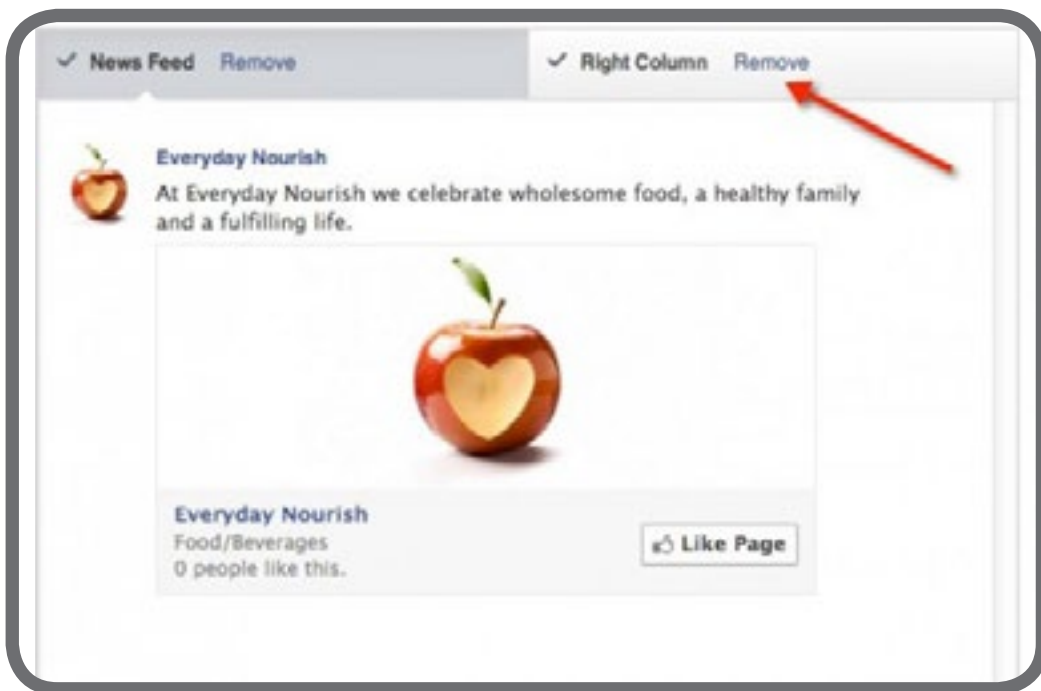 ✓ News Feed Remove
✓ Right Column Remove
Everyday Nourish
At Everyday Nourish we celebrate wholesome food, a healthy family
and a fulfilling life.
Everyday Nourish
Food/Beverages
0 people like this.
Like Page